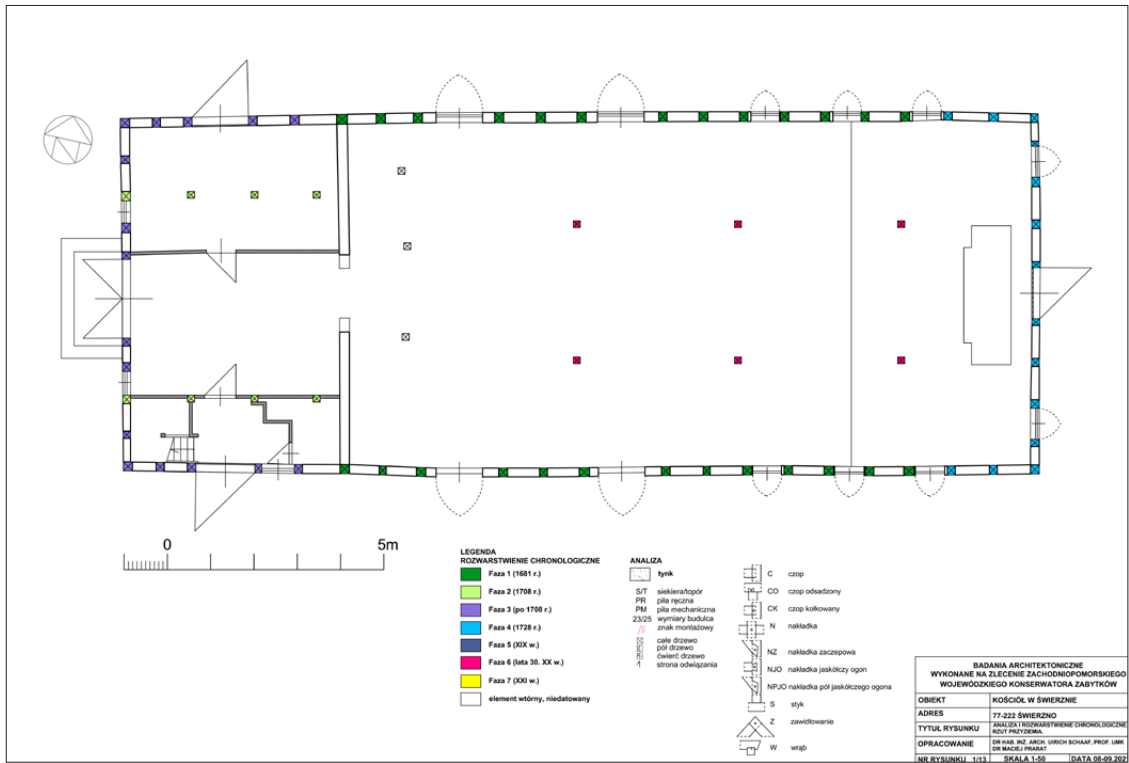 0
5m
LEGENDA
ROZWARSTWIENIE CHRONOLOGICZNE
Faza 1 (1681 r.)
Faza 2 (1708 r.)
Faza 3 (po 1708 r.)
Faza 4 (1728 r.)
Faza 5 (XIX w.)
Faza 6 (lata 30. XX w.)
Faza 7 (XXI w.)
element wtórny, niedatowany
ANALIZA
tynk
S/T siekiera/topór
PR piła ręczna
PM piła mechaniczna
23/25 wymiary budulca
znak montażowy
całe drzewo
pół drzewo
ćwierć drzewo
strona odwiązania
C czop
CO czop odsadzony
CK czop kołkowany
N nakładka
NZ nakładka zaczepowa
NJO nakładka jaskółczy ogon
NPJO nakładka pół jaskółczego ogona
S styk
Z zawidłowanie
W wrąb
BADANIA ARCHITEKTONICZNE
WYKONANE NA ZLECENIE ZACHODNIOPOMORSKIEGO
WOJEWÓDZKIEGO KONSERWATORA ZABYTKÓW
OBIEKT KOŚCIÓŁ W ŚWIERZNIE
ADRES 77-222 ŚWIERZNO
TYTUŁ RYSUNKU ANALIZA I ROZWARSTWIENIE CHRONOLOGICZNE.
RZUT PRZYZIEMIA.
OPRACOWANIE DR HAB. INŻ. ARCH. UlRICH SCHAAF, PROF. UMK
DR MACIEJ PRARAT
NR RYSUNKU 1/13 SKALA 1-50 DATA 08-09.202